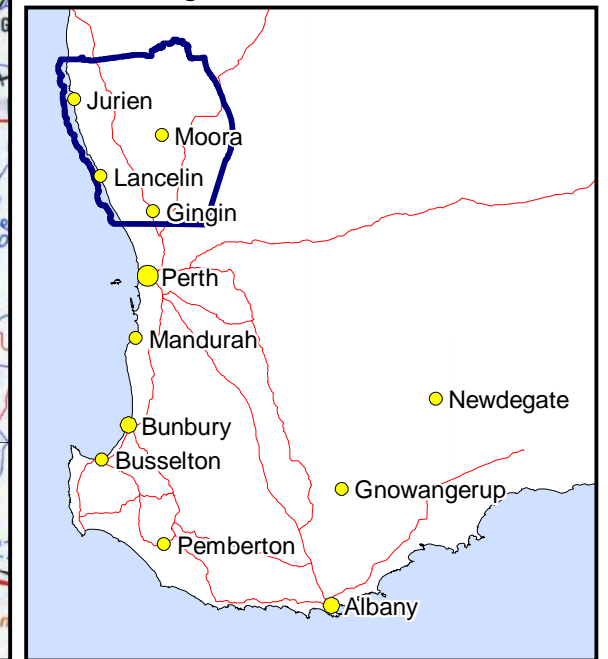 Jurien
Moora
Lancelin
Gingin
Perth
Mandurah
Newdegate
Bunbury
Busselton
Gnowangerup
Pemberton
Albany